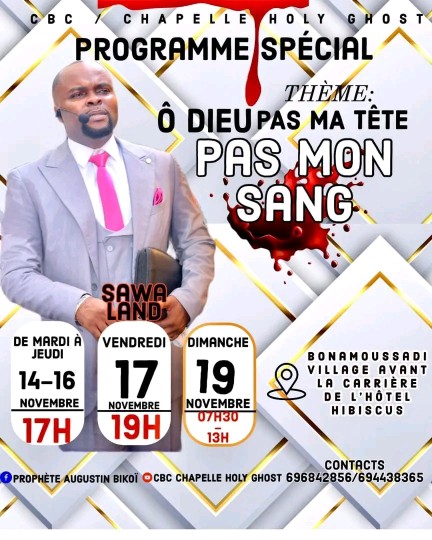 CBC / CHAPELLE HOLY GHOST
PROGRAMME SPÉCIAL
THÈME:
Ô DIEU PAS MA TÊTE
PAS MON
SANG
SAWA
LAND
DE MARDI À
JEUDI
14-16
NOVEMBRE
17H
VENDREDI
17
NOVEMBRE
19H
DIMANCHE
19
NOVEMBRE
07H30
-
13H
BONAMOUSSADI
VILLAGE AVANT
LA CARRIÈRE
DE L'HÔTEL
HIBISCUS
CONTACTS
PROPHÈTE AUGUSTIN BIKOÏ CBC CHAPELLE HOLY GHOST 696842856/694438365